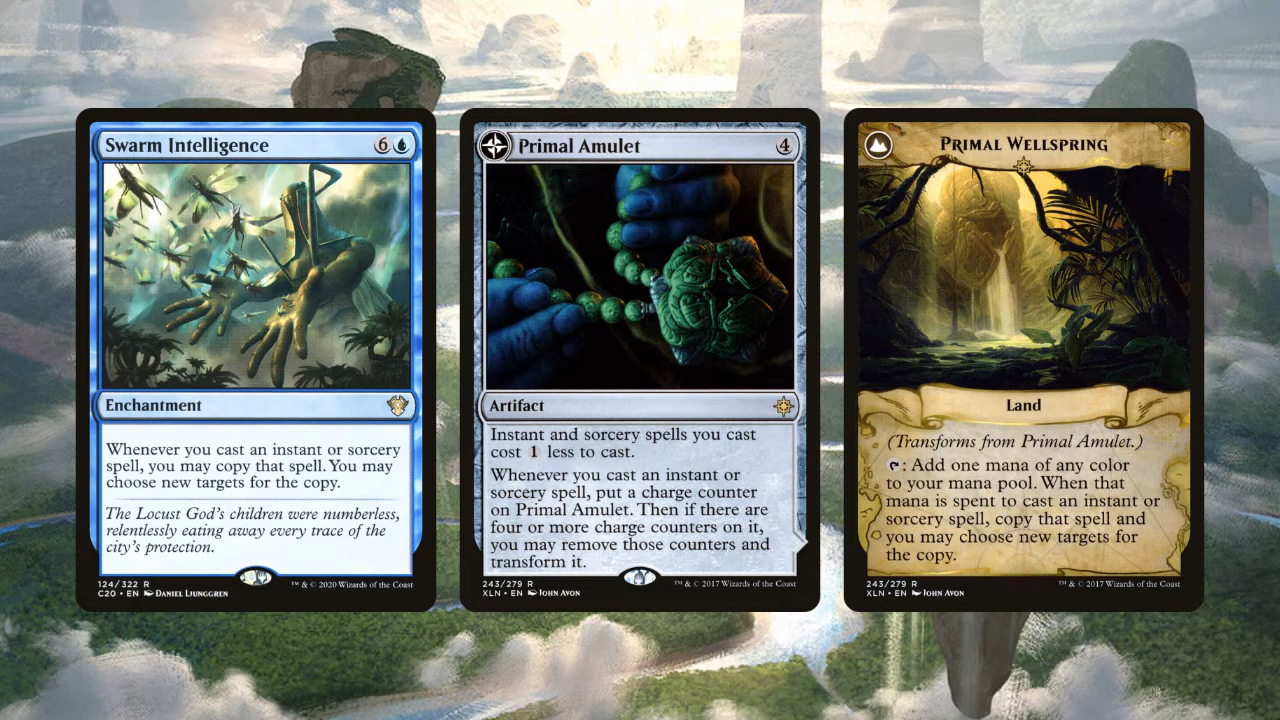 Swarm Intelligence 6
Enchantment
Whenever you cast an instant or sorcery
spell, you may copy that spell. You may
choose new targets for the copy.
The Locust God's children were numberless,
relentlessly eating away every trace of the
city's protection.
124/322 R
C20 • EN Daniel Ljunggren
™ & © 2020 Wizards of the Coast
Primal Amulet 4
Artifact
Instant and sorcery spells you cast
cost 1 less to cast.
Whenever you cast an instant or
sorcery spell, put a charge counter
on Primal Amulet. Then if there are
four or more charge counters on it,
you may remove those counters and
transform it.
243/279 R
XLN • EN John Avon
™ & © 2017 Wizards of the Coast
Primal Wellspring
Land
(Transforms from Primal Amulet.)
: Add one mana of any color
to your mana pool. When that
mana is spent to cast an instant or
sorcery spell, copy that spell and
you may choose new targets for
the copy.
243/279 R
XLN • EN John Avon
™ & © 2017 Wizards of the Coast